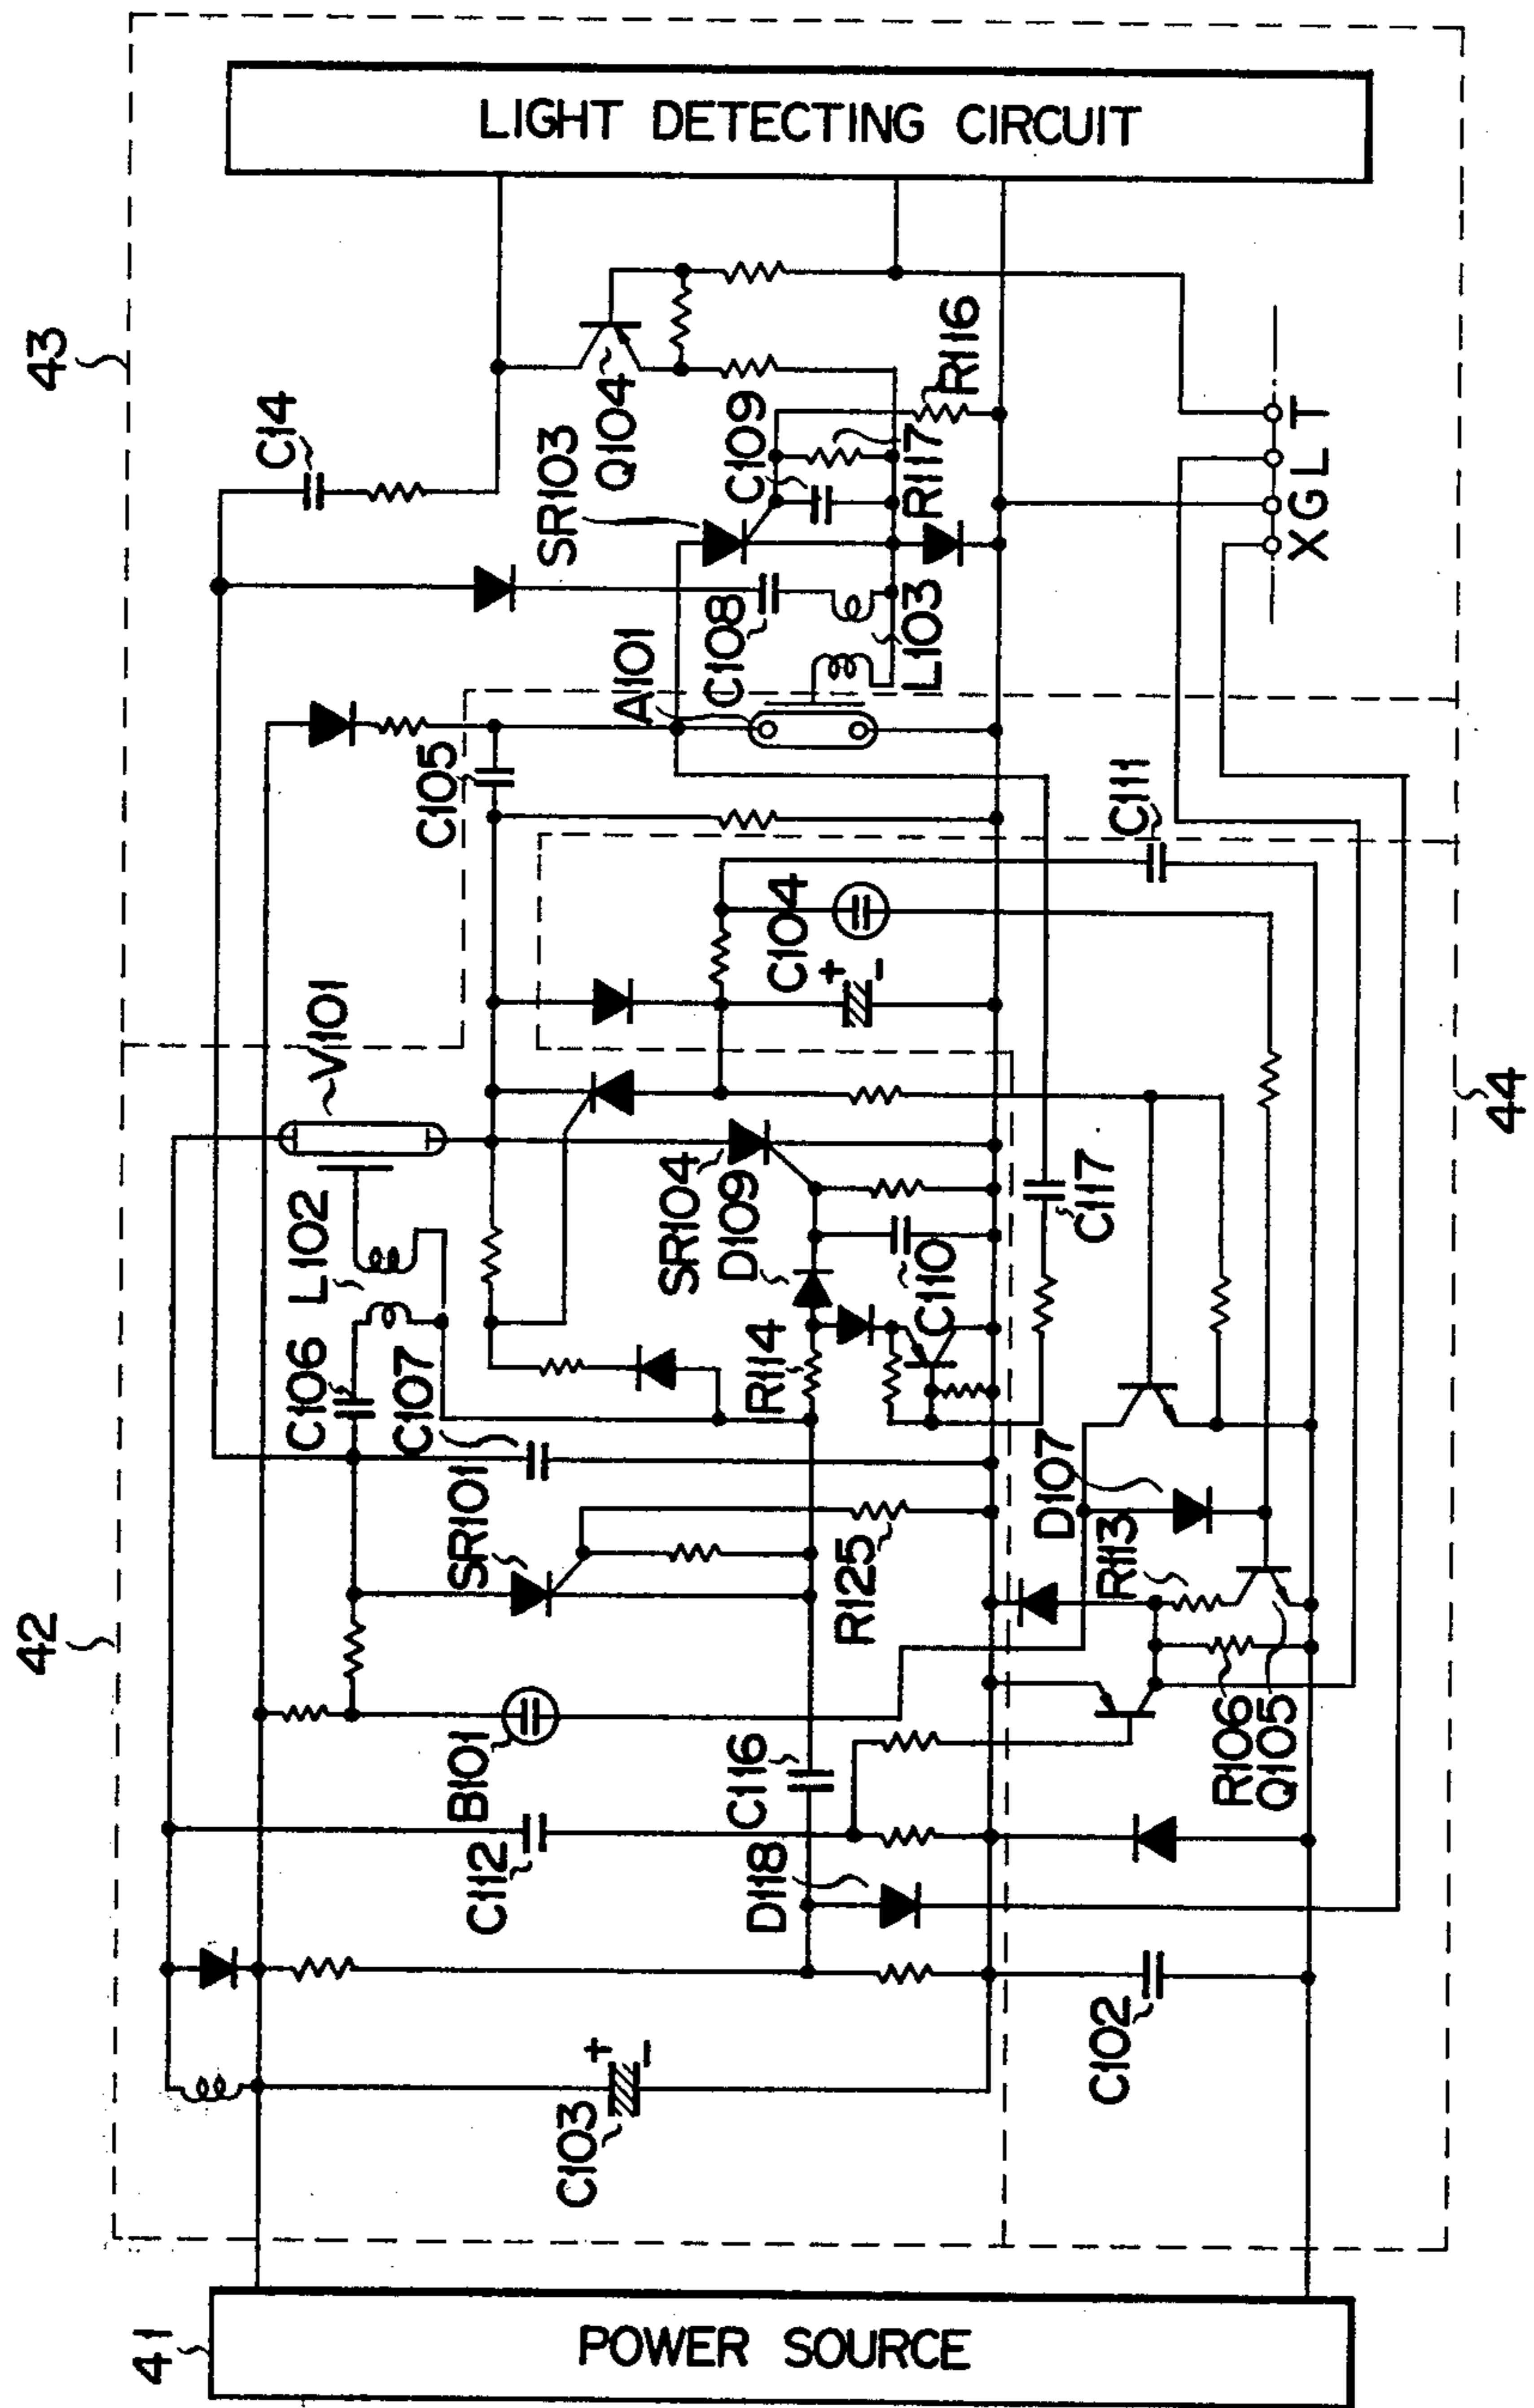 LIGHT DETECTING CIRCUIT
43
C14
Q104
SR103
C109
R116
R117
C108
A101
L103
X G L T
C105
C111
C104
+
-
V101
44
L102
SR104
D109
C110
C117
C106
C107
R114
SR101
D107
R113
R125
42
B101
C116
R106
Q105
C112
D118
C102
C103
+
-
41
POWER SOURCE